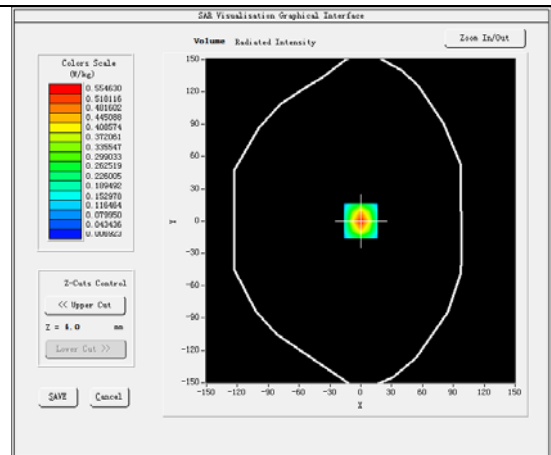 SAR Visualisation Graphical Interface
Volume Radiated Intensity
Zoom In/Out
Colors Scale
(W/kg)
0.554630
0.518116
0.481602
0.445088
0.408574
0.372061
0.335547
0.299033
0.262519
0.226005
0.189492
0.152978
0.116464
0.079950
0.043436
0.006923
150
120
90
60
30
0
-30
-60
-90
-120
-150
Y
-150 -120 -90 -60 -30 0 30 60 90 120 150
X
Z-Cuts Control
<< Upper Cut
Z = 4.0 mm
Lower Cut >>
SAVE
Cancel